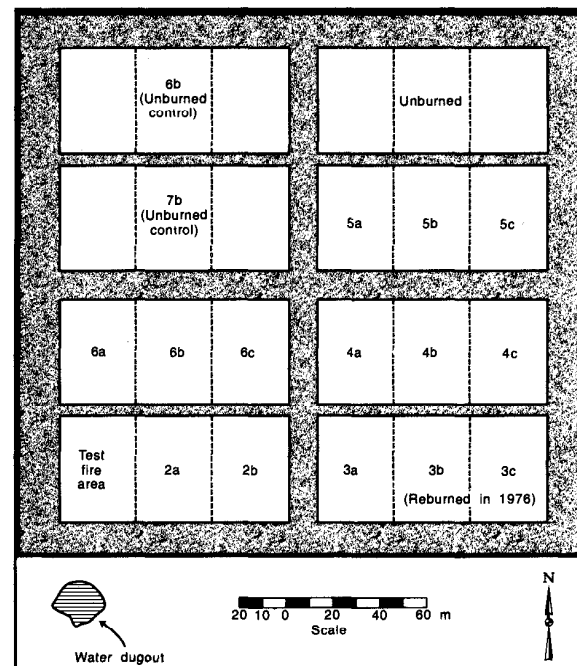 6b
(Unburned
control)
Unburned
7b
(Unburned
control)
5a 5b 5c
6a 6b 6c
4a 4b 4c
Test
fire
area
2a 2b
3a 3b 3c
(Reburned in 1976)
N
20 10 0 20 40 60 m
Scale
Water dugout